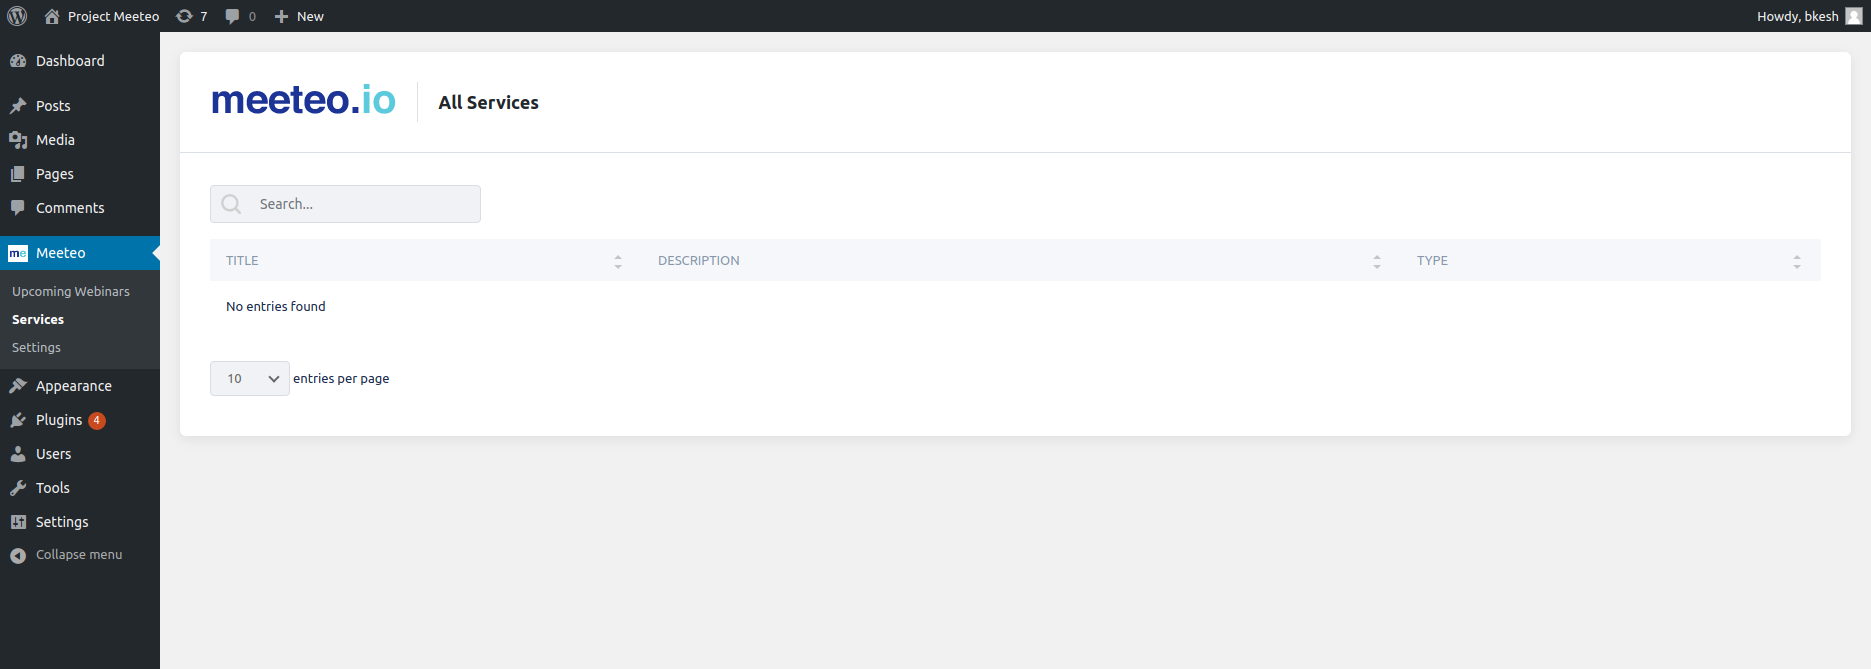 Project Meeteo 7 0 New Howdy, bkesh
Dashboard
Posts
Media
Pages
Comments
me Meeteo
Upcoming Webinars
Services
Settings
Appearance
Plugins 4
Users
Tools
Settings
Collapse menu
meeteo.io All Services
Search...
TITLE DESCRIPTION TYPE
No entries found
10 entries per page